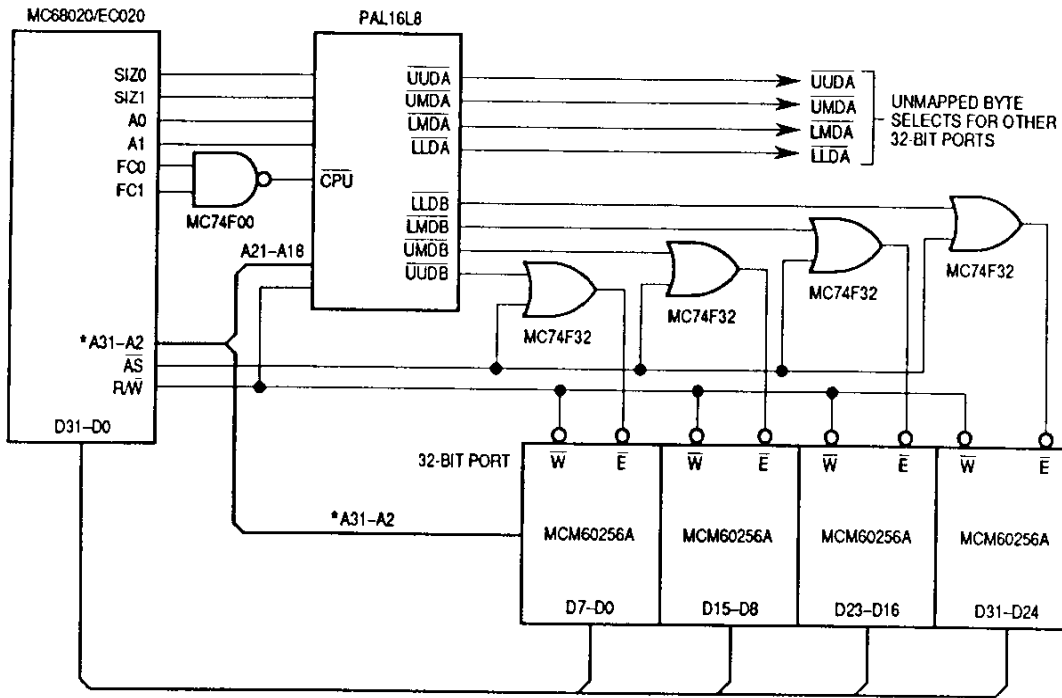 MC68020/EC020
PAL16L8
SIZ0
SIZ1
A0
A1
FC0
FC1
MC74F00
CPU
UUDA
UMDA
LMDA
LLDA
UUDA
UMDA
LMDA
LLDA
UNMAPPED BYTE
SELECTS FOR OTHER
32-BIT PORTS
LLDB
LMDB
UMDB
UUDB
A21–A18
MC74F32
MC74F32
MC74F32
MC74F32
*A31–A2
AS
R/W
D31–D0
32-BIT PORT
W
E
W
E
W
E
W
E
*A31–A2
MCM60256A
MCM60256A
MCM60256A
MCM60256A
D7–D0
D15–D8
D23–D16
D31–D24